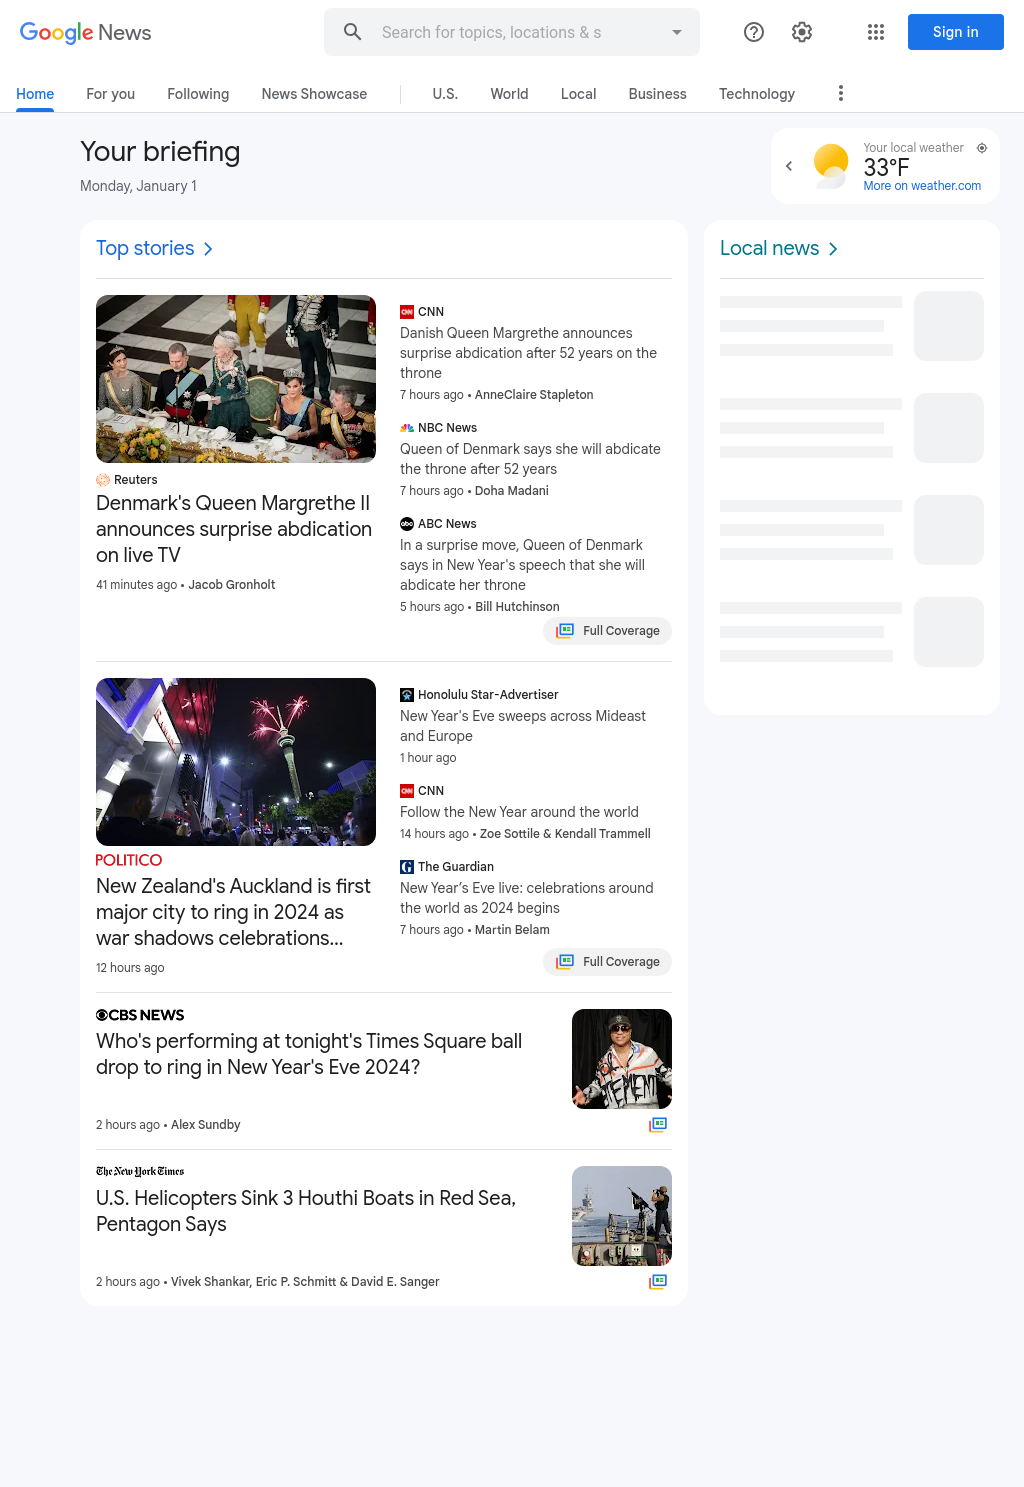 Google News
Search for topics, locations & s
Sign in
Home
For you
Following
News Showcase
U.S.
World
Local
Business
Technology
Your briefing
Monday, January 1
Your local weather
33°F
More on weather.com
Top stories
Reuters
Denmark's Queen Margrethe II
announces surprise abdication
on live TV
41 minutes ago • Jacob Gronholt
CNN
Danish Queen Margrethe announces
surprise abdication after 52 years on the
throne
7 hours ago • AnneClaire Stapleton
NBC News
Queen of Denmark says she will abdicate
the throne after 52 years
7 hours ago • Doha Madani
abc ABC News
In a surprise move, Queen of Denmark
says in New Year's speech that she will
abdicate her throne
5 hours ago • Bill Hutchinson
Full Coverage
POLITICO
New Zealand's Auckland is first
major city to ring in 2024 as
war shadows celebrations...
12 hours ago
Honolulu Star-Advertiser
New Year's Eve sweeps across Mideast
and Europe
1 hour ago
CNN
Follow the New Year around the world
14 hours ago • Zoe Sottile & Kendall Trammell
The Guardian
New Year’s Eve live: celebrations around
the world as 2024 begins
7 hours ago • Martin Belam
Full Coverage
CBS NEWS
Who's performing at tonight's Times Square ball
drop to ring in New Year's Eve 2024?
2 hours ago • Alex Sundby
The New York Times
U.S. Helicopters Sink 3 Houthi Boats in Red Sea,
Pentagon Says
2 hours ago • Vivek Shankar, Eric P. Schmitt & David E. Sanger
Local news